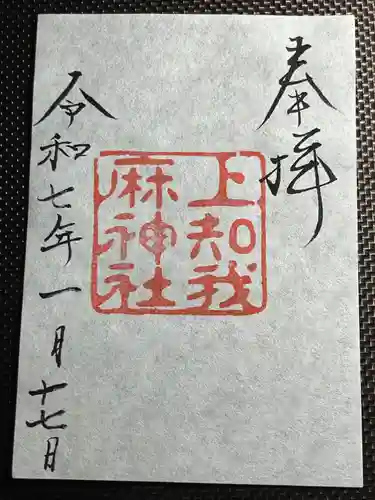 奉拝
上知我
麻神社
令和七年一月十七日